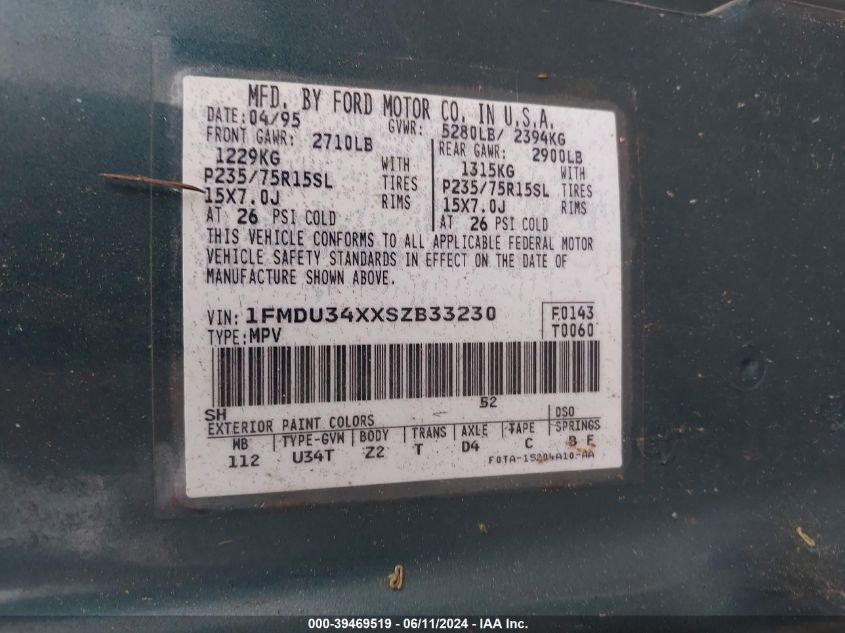 MFD. BY FORD MOTOR CO. IN U.S.A.
DATE: 04/95 GVWR: 5280LB/ 2394KG
FRONT GAWR: 2710LB REAR GAWR: 2900LB
1229KG WITH 1315KG WITH
P235/75R15SL TIRES P235/75R15SL TIRES
15X7.0J RIMS 15X7.0J RIMS
AT 26 PSI COLD AT 26 PSI COLD
THIS VEHICLE CONFORMS TO ALL APPLICABLE FEDERAL MOTOR
VEHICLE SAFETY STANDARDS IN EFFECT ON THE DATE OF
MANUFACTURE SHOWN ABOVE.
VIN: 1FMDU34XXSZB33230 F0143
TYPE: MPV T0060
52
SH DSO
EXTERIOR PAINT COLORS
WB TYPE-GVW BODY TRANS AXLE TAPE SPRINGS
112 U34T Z2 T D4 C B F
F0TA-15204A10-AA
000-39469519 - 06/11/2024 - IAA Inc.